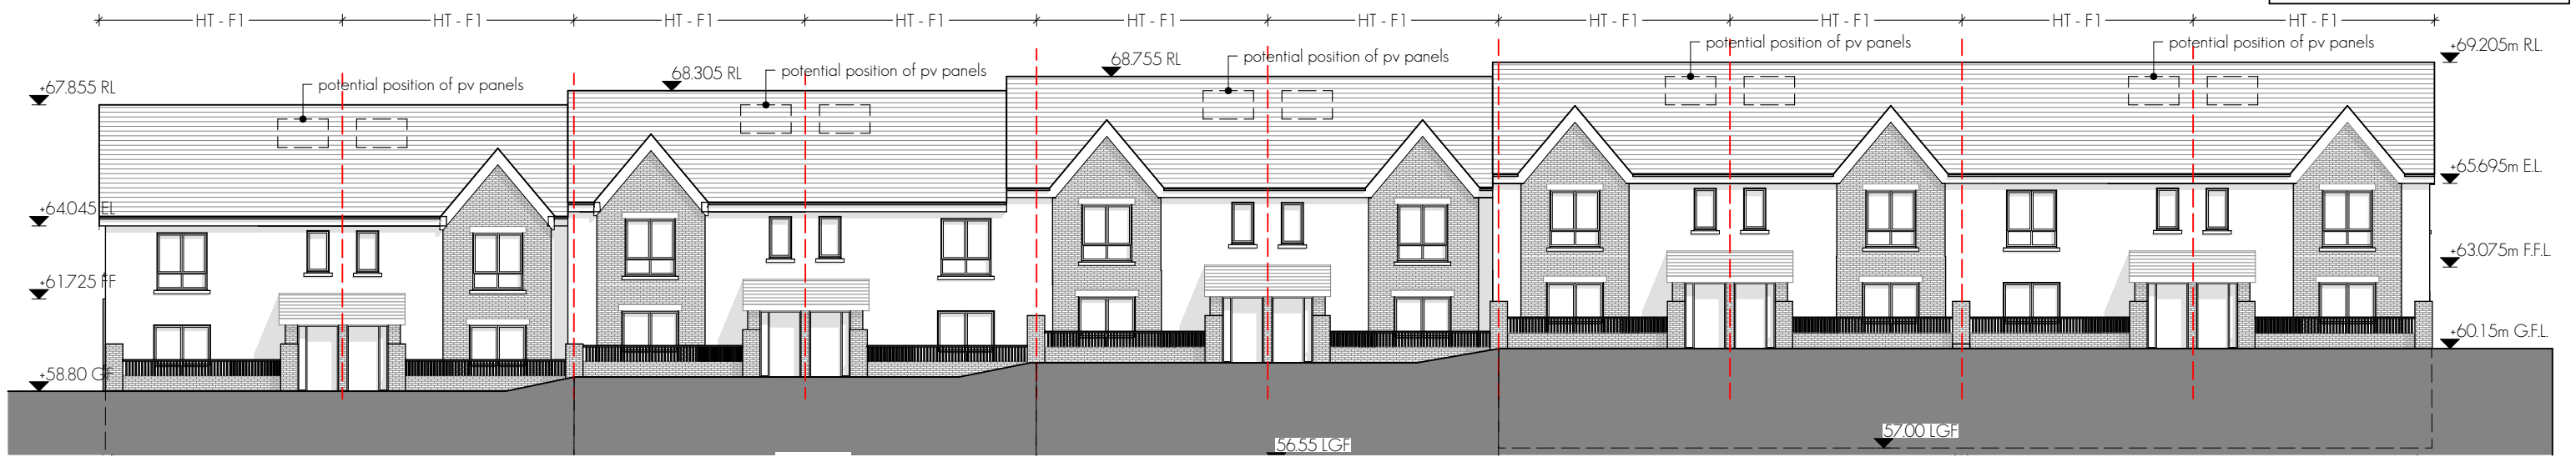 HT - F1 HT - F1 HT - F1 HT - F1 HT - F1 HT - F1 HT - F1 HT - F1 HT - F1 HT - F1
potential position of pv panels
potential position of pv panels
potential position of pv panels
potential position of pv panels
potential position of pv panels
+67.855 RL
68.305 RL
68.755 RL
+69.205m R.L.
+64.045 EL
+65.695m E.L.
+61.725 FF
+63.075m F.F.L
+58.80 GF
+60.15m G.F.L.
56.55 LGF
57.00 LGF